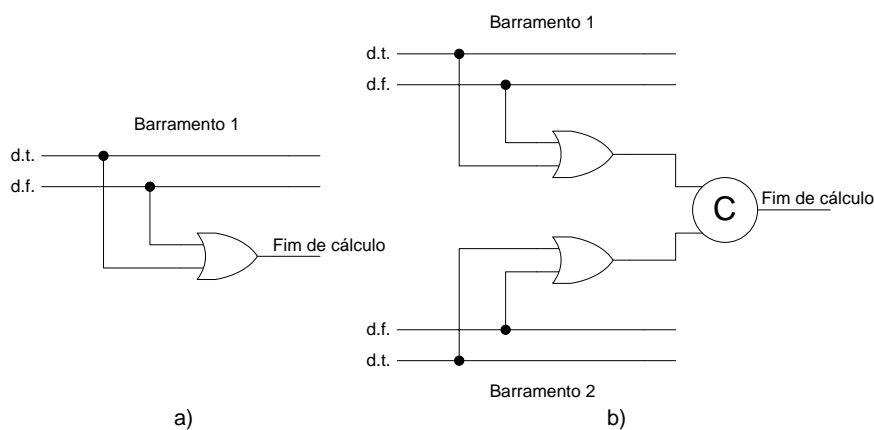 Barramento 1
d.t.
d.f.
Fim de cálculo
a)
Barramento 1
d.t.
d.f.
C
Fim de cálculo
d.f.
d.t.
Barramento 2
b)